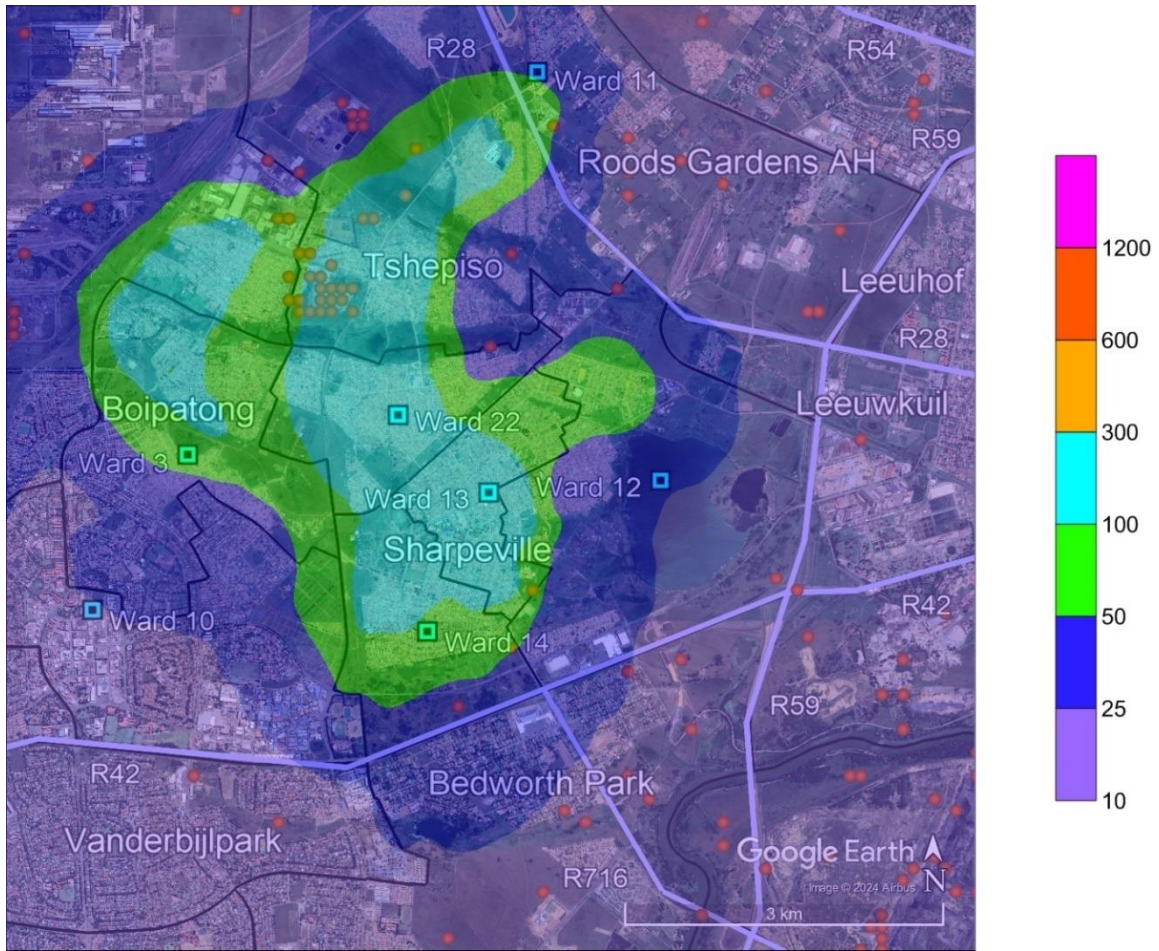 R28
R54
Ward 11
R59
Roods Gardens AH
Tshepiso
Leeuhof
R28
Boipatong
Leeuwkuil
Ward 22
Ward 3
Ward 13
Ward 12
Sharpeville
R42
Ward 10
Ward 14
R59
R42
Bedworth Park
Vanderbijlpark
Google Earth
R716
Image © 2024 Airbus
N
3 km
1200
600
300
100
50
25
10